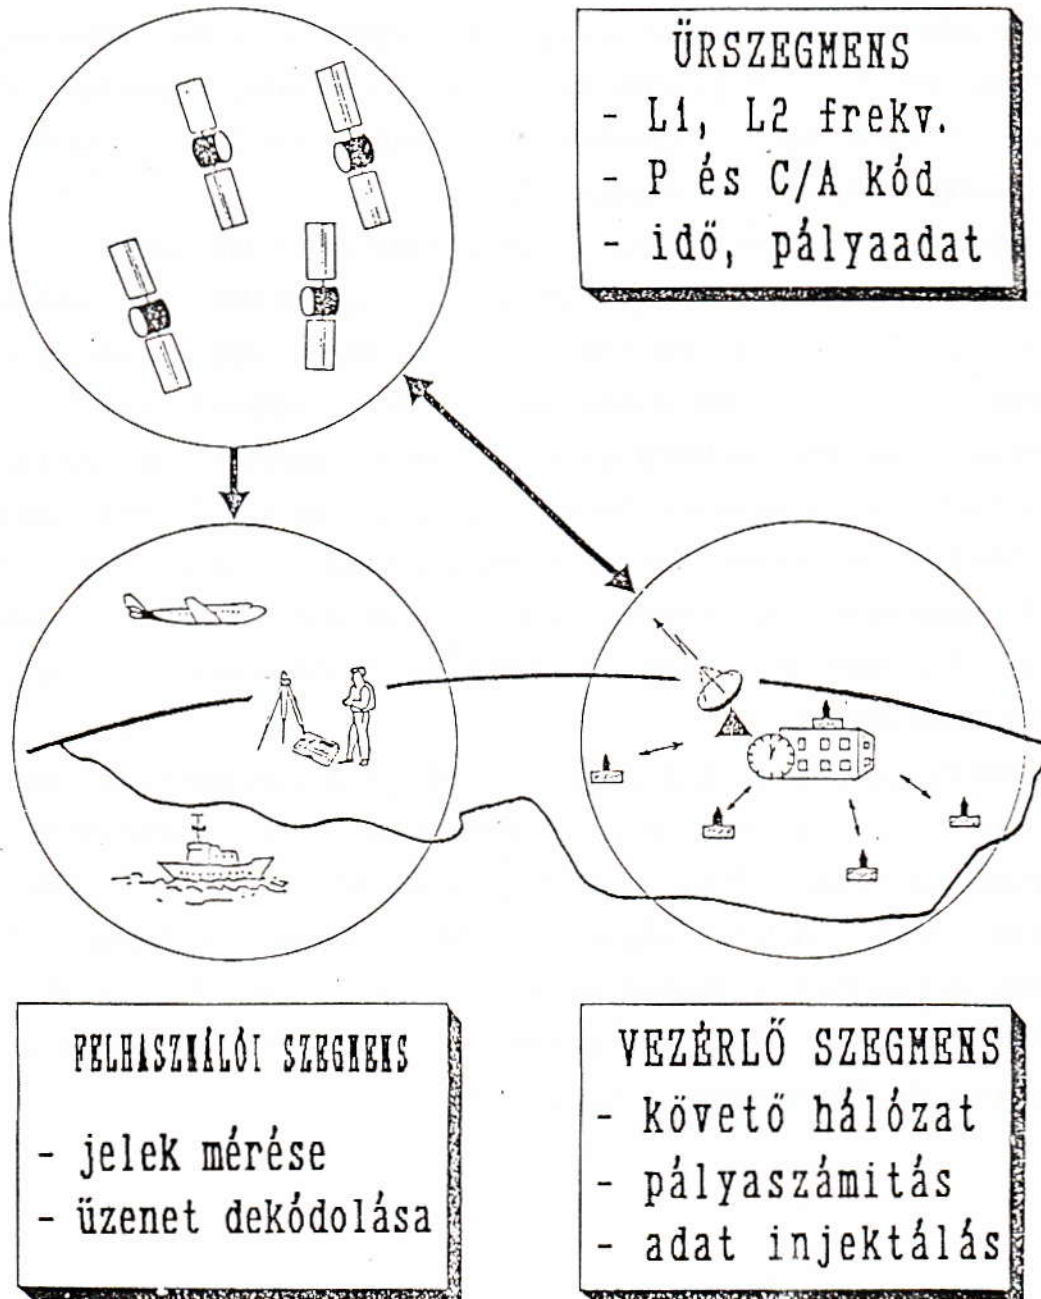 ŰRSZEGMENS
- L1, L2 frekv.
- P és C/A kód
- idő, pályaadat
FELHASZNÁLÓI SZEGMENS
- jelek mérése
- üzenet dekódolása
VEZÉRLŐ SZEGMENS
- követő hálózat
- pályaszámitás
- adat injektálás